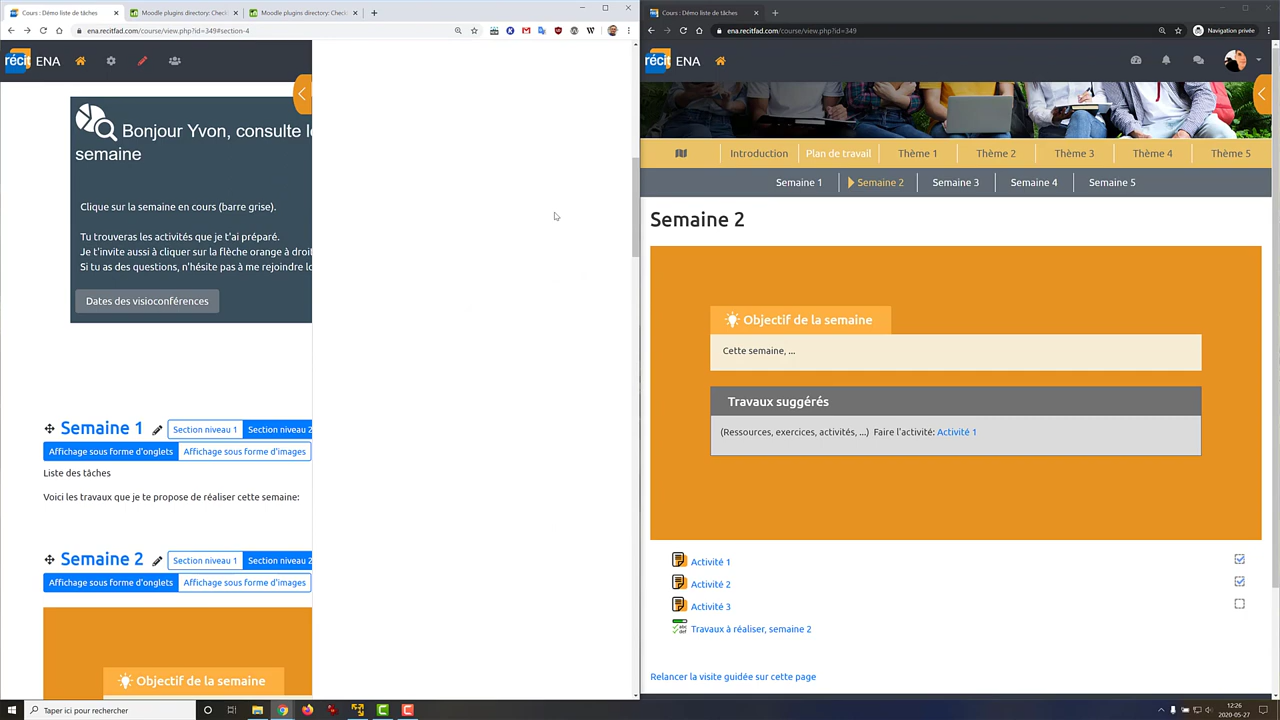 Cours : Démo liste de tâches
Moodle plugins directory: Check
Moodle plugins directory: Check
ena.recitfad.com/course/view.php?id=349#section-4
récit ENA
Bonjour Yvon, consulte l
semaine
Clique sur la semaine en cours (barre grise).
Tu trouveras les activités que je t'ai préparé.
Je t'invite aussi à cliquer sur la flèche orange à droit
Si tu as des questions, n'hésite pas à me rejoindre l
Dates des visioconférences
Semaine 1
Section niveau 1
Section niveau 2
Affichage sous forme d'onglets
Affichage sous forme d'images
Liste des tâches
Voici les travaux que je te propose de réaliser cette semaine:
Semaine 2
Section niveau 1
Section niveau 2
Affichage sous forme d'onglets
Affichage sous forme d'images
Objectif de la semaine
Cours : Démo liste de tâches
ena.recitfad.com/course/view.php?id=349
Navigation privée
récit ENA
Introduction
Plan de travail
Thème 1
Thème 2
Thème 3
Thème 4
Thème 5
Semaine 1
Semaine 2
Semaine 3
Semaine 4
Semaine 5
Semaine 2
Objectif de la semaine
Cette semaine, ...
Travaux suggérés
(Ressources, exercices, activités, ...) Faire l'activité: Activité 1
Activité 1
Activité 2
Activité 3
Travaux à réaliser, semaine 2
Relancer la visite guidée sur cette page
Taper ici pour rechercher
12:26
2020-05-27